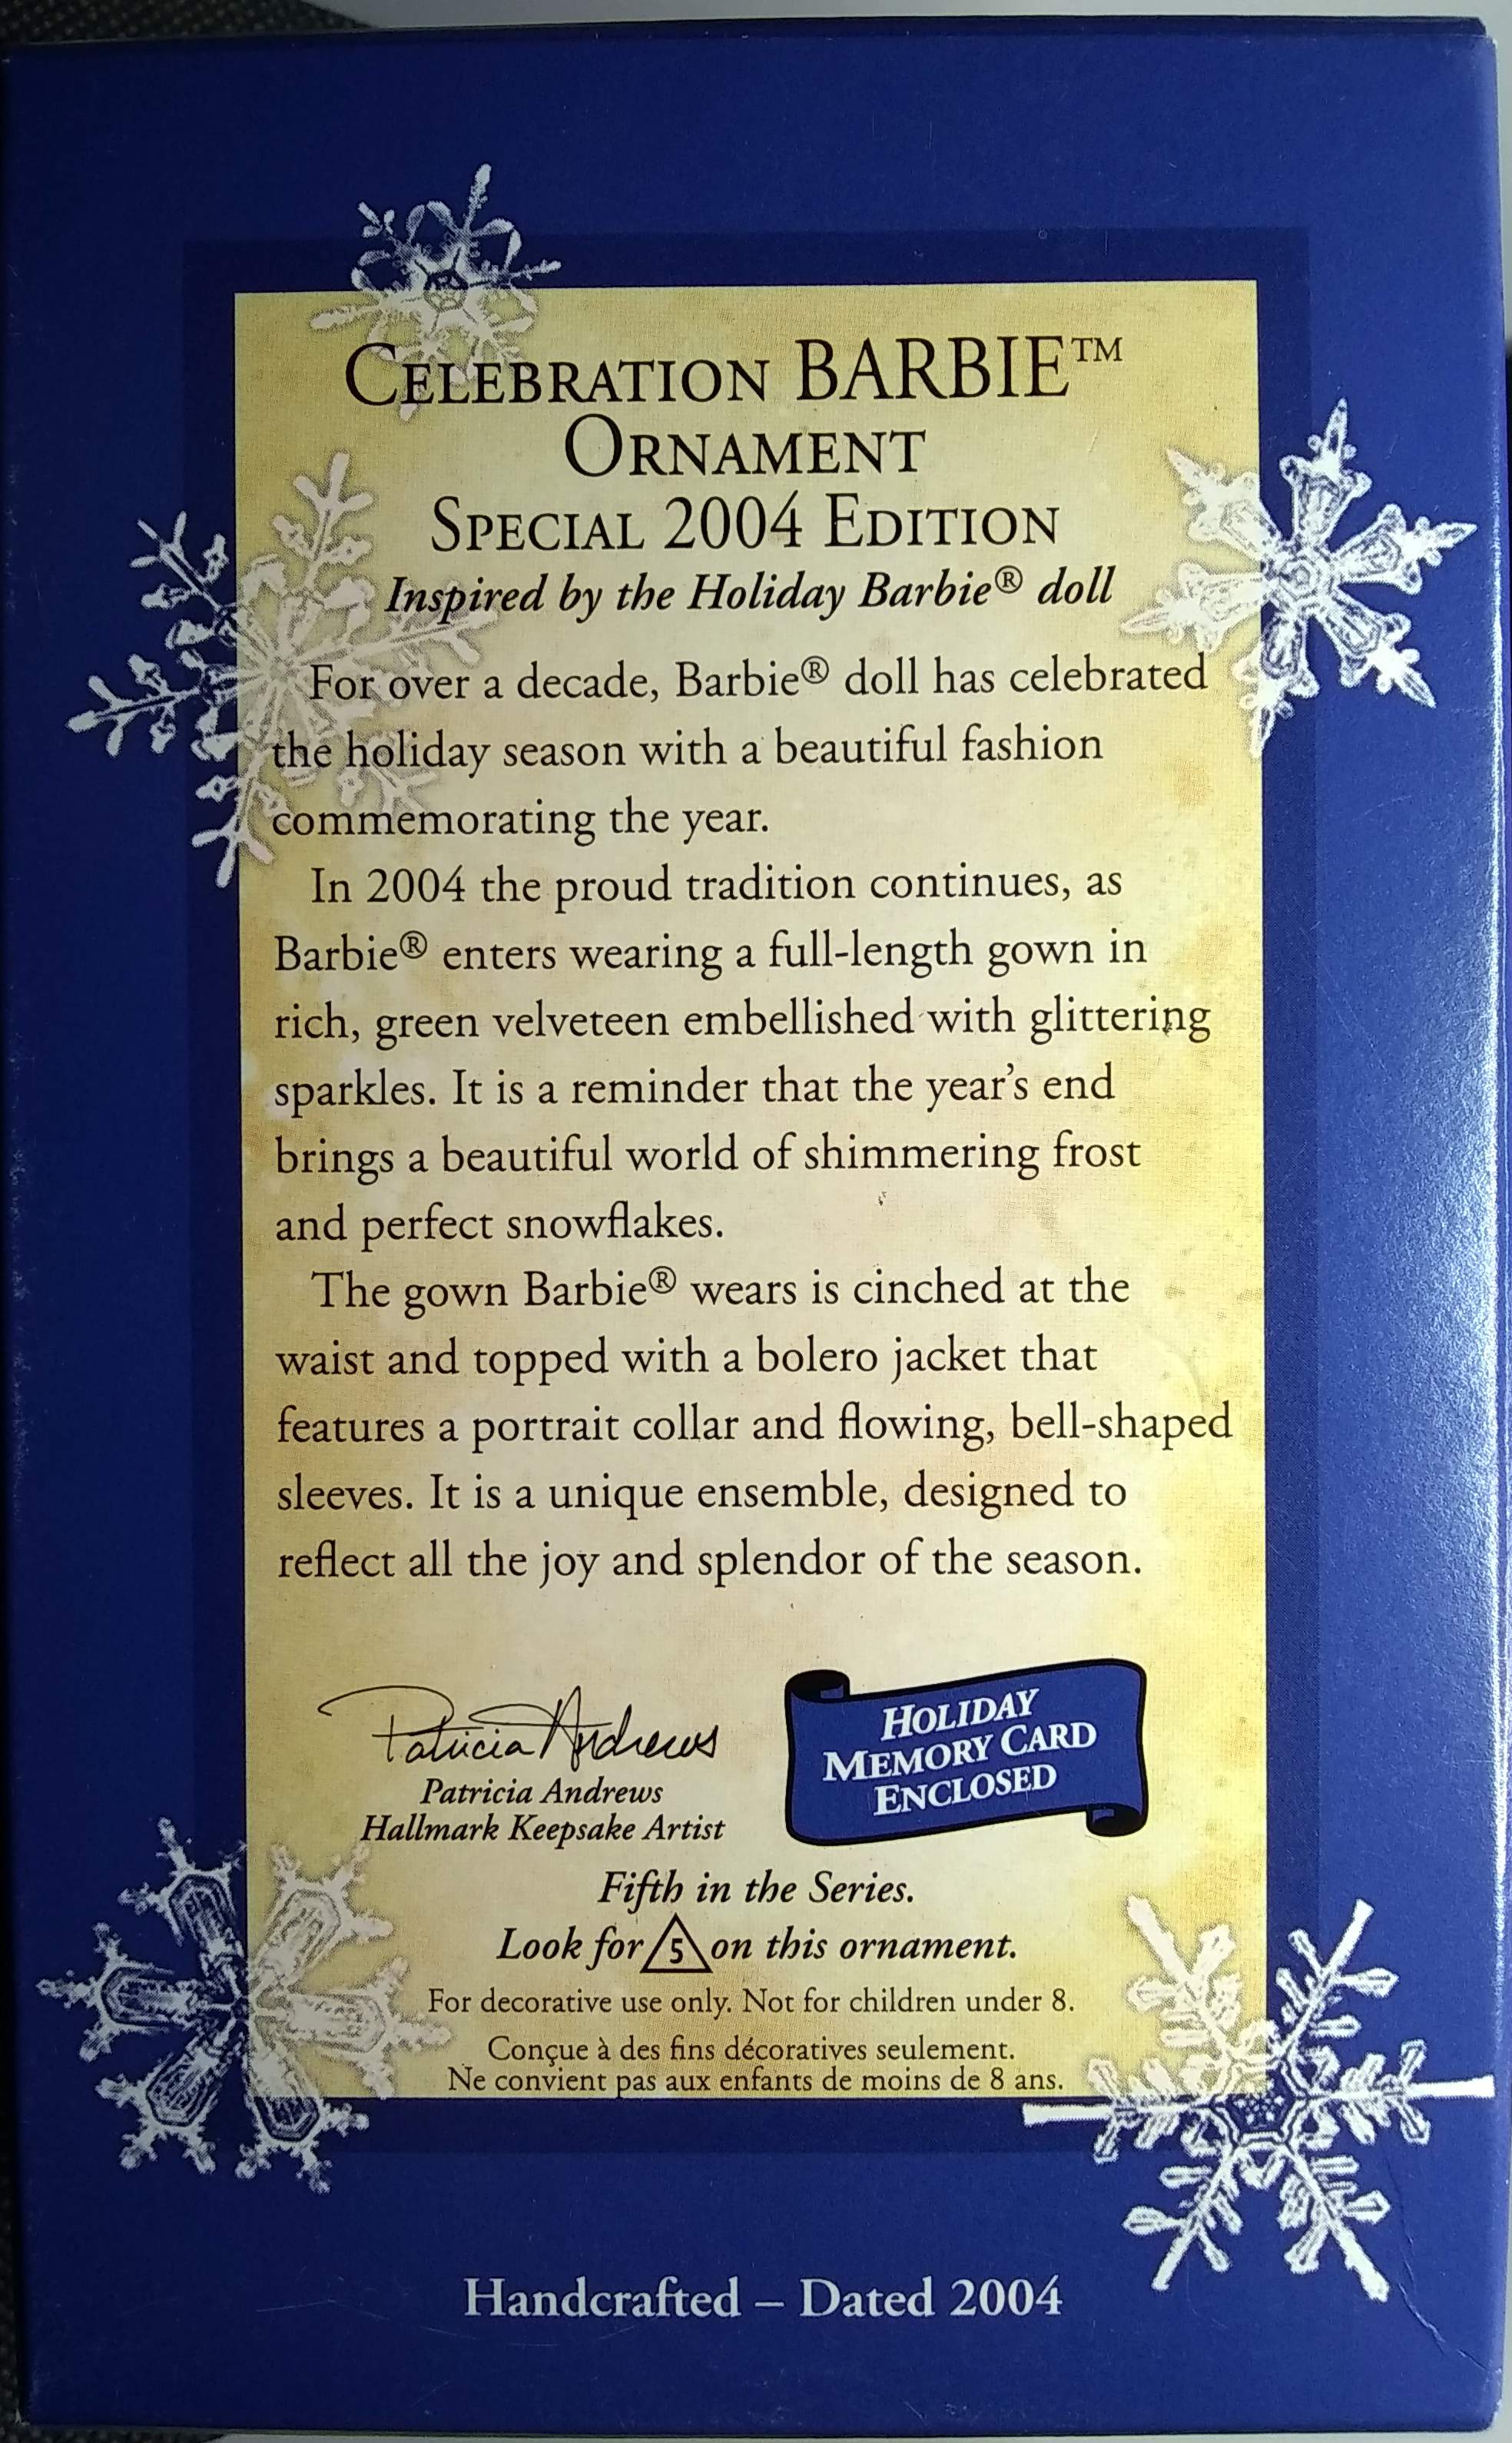 CELEBRATION BARBIE™
ORNAMENT
SPECIAL 2004 EDITION
Inspired by the Holiday Barbie® doll
For over a decade, Barbie® doll has celebrated
the holiday season with a beautiful fashion
commemorating the year.
In 2004 the proud tradition continues, as
Barbie® enters wearing a full-length gown in
rich, green velveteen embellished with glittering
sparkles. It is a reminder that the year's end
brings a beautiful world of shimmering frost
and perfect snowflakes.
The gown Barbie® wears is cinched at the
waist and topped with a bolero jacket that
features a portrait collar and flowing, bell-shaped
sleeves. It is a unique ensemble, designed to
reflect all the joy and splendor of the season.
Patricia Andrews
Patricia Andrews
Hallmark Keepsake Artist
HOLIDAY
MEMORY CARD
ENCLOSED
Fifth in the Series.
Look for 5 on this ornament.
For decorative use only. Not for children under 8.
Conçue à des fins décoratives seulement.
Ne convient pas aux enfants de moins de 8 ans.
Handcrafted – Dated 2004